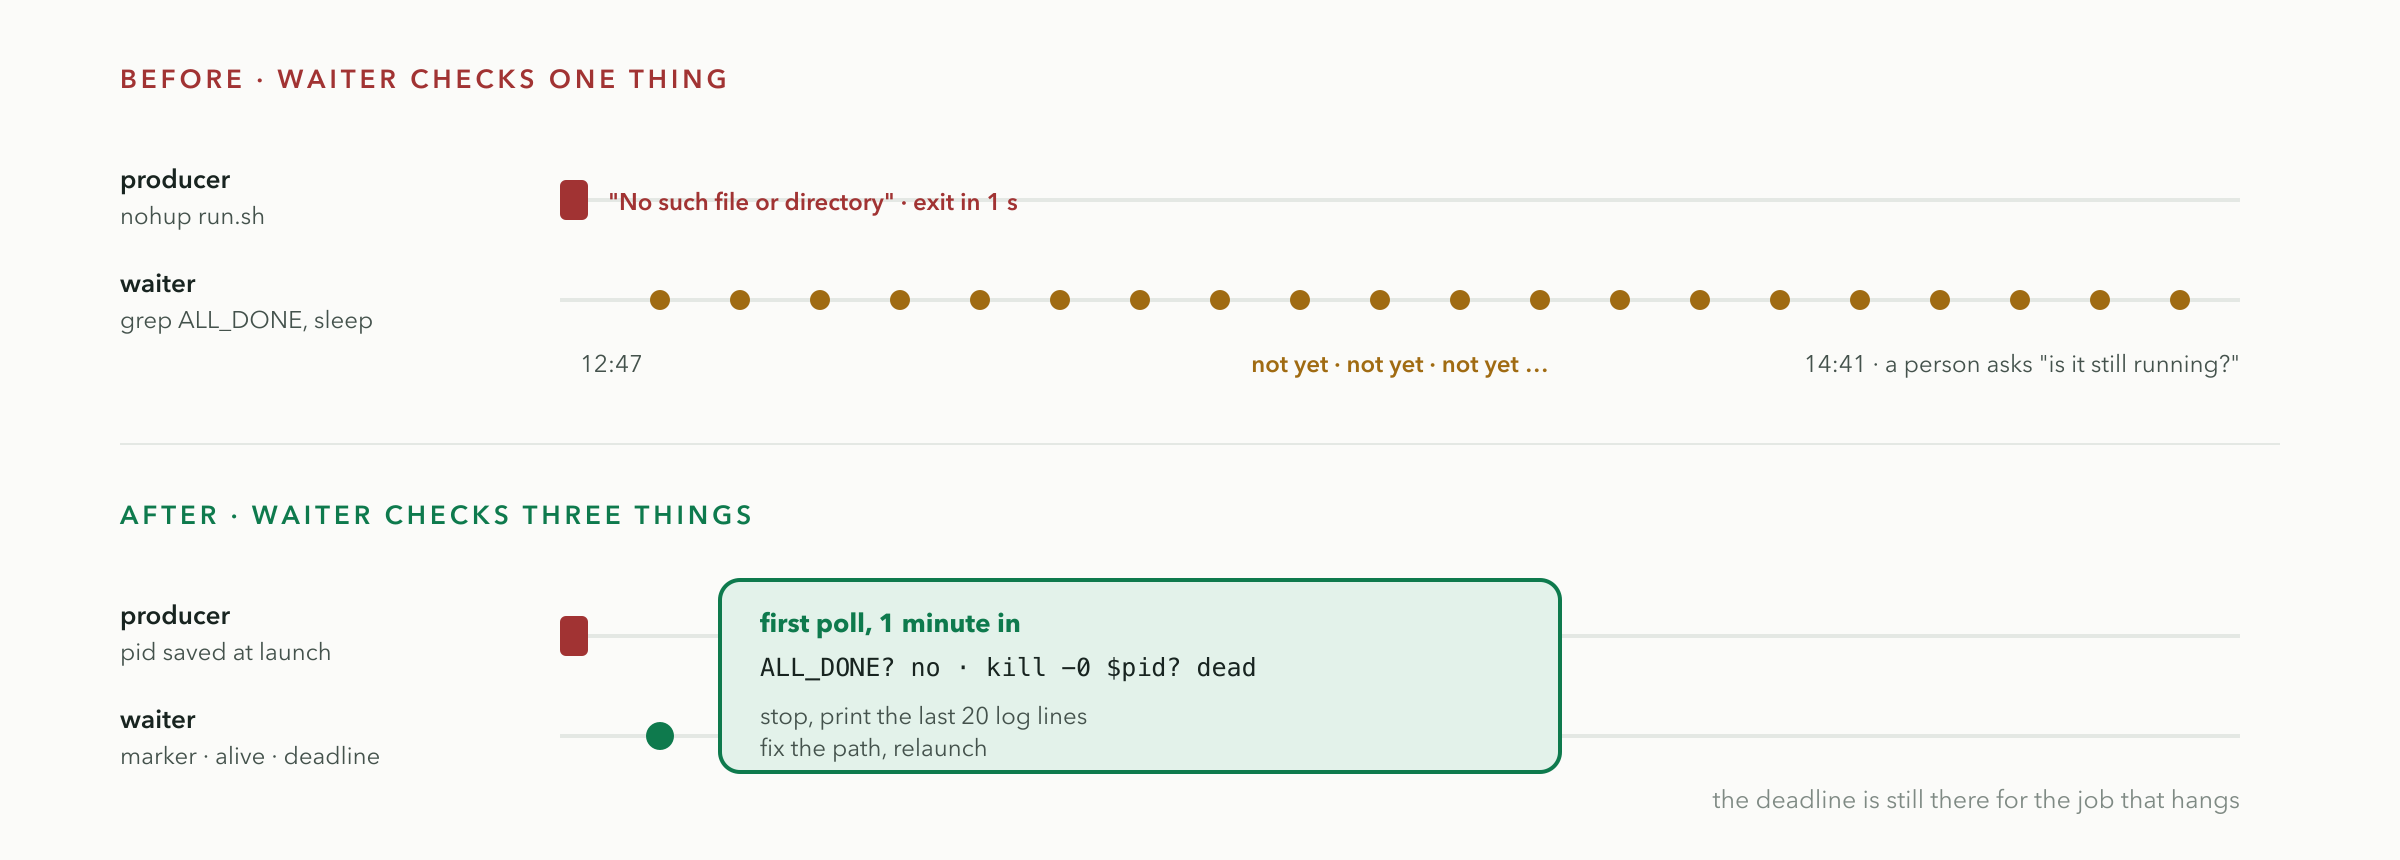 BEFORE · WAITER CHECKS ONE THING
producer
nohup run.sh
"No such file or directory" · exit in 1 s
waiter
grep ALL_DONE, sleep
12:47
not yet · not yet · not yet …
14:41 · a person asks "is it still running?"
AFTER · WAITER CHECKS THREE THINGS
producer
pid saved at launch
waiter
marker · alive · deadline
first poll, 1 minute in
ALL_DONE? no · kill −0 $pid? dead
stop, print the last 20 log lines
fix the path, relaunch
the deadline is still there for the job that hangs